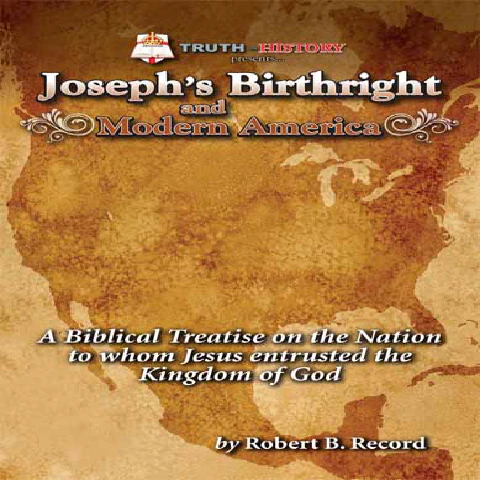 TRUTH in HISTORY
presents...
Joseph's Birthright
and
Modern America
A Biblical Treatise on the Nation
to whom Jesus entrusted the
Kingdom of God
by Robert B. Record